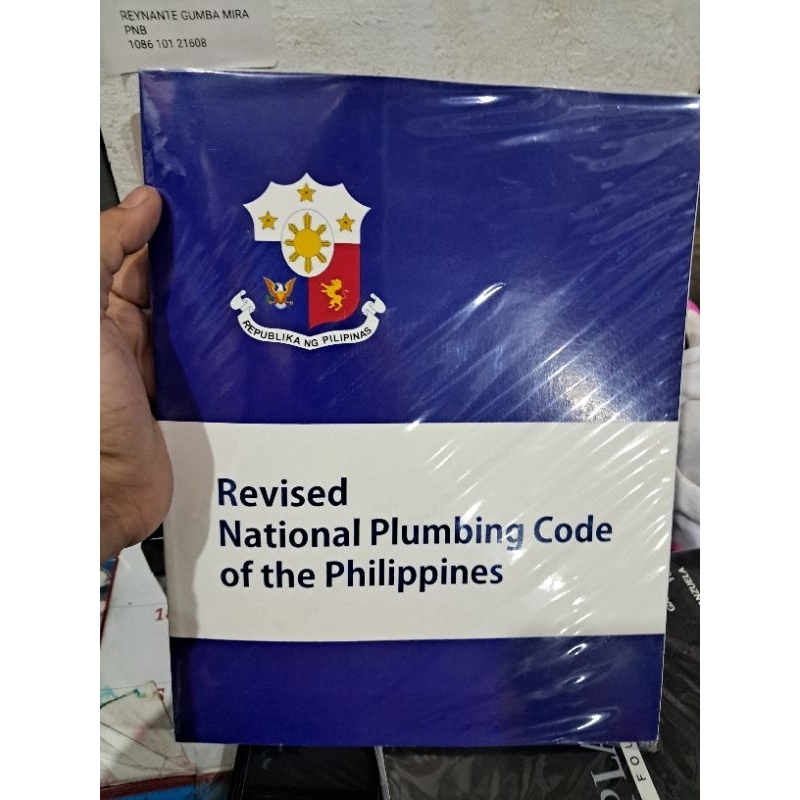 REYNANTE GUMBA MIRA
PNB
1086 101 21608
REPUBLIKA NG PILIPINAS
Revised
National Plumbing Code
of the Philippines